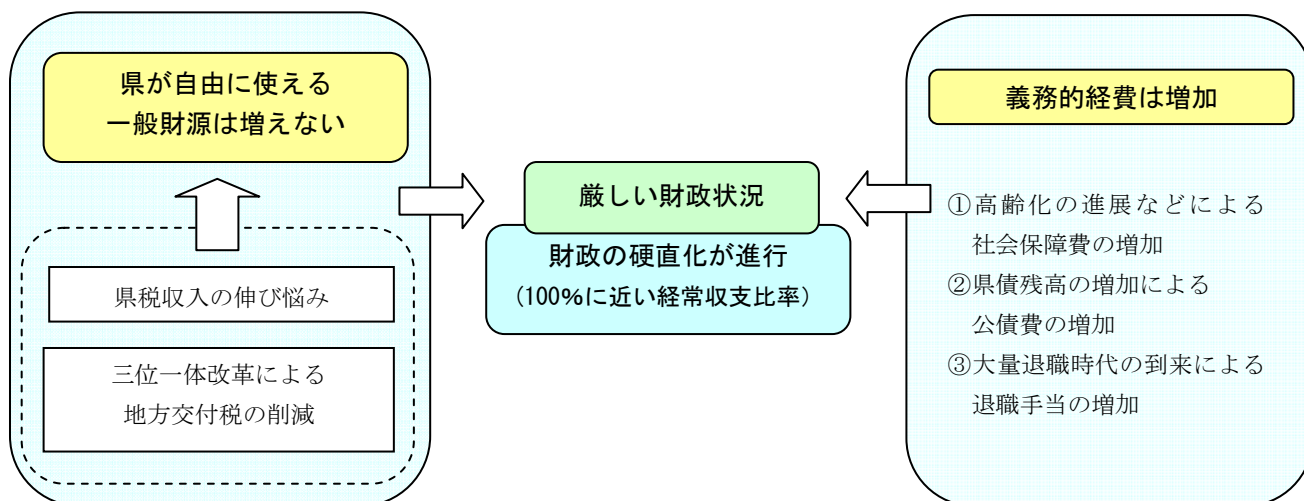 県が自由に使える
一般財源は増えない
県税収入の伸び悩み
三位一体改革による
地方交付税の削減
厳しい財政状況
財政の硬直化が進行
(100%に近い経常収支比率)
義務的経費は増加
①高齢化の進展などによる
社会保障費の増加
②県債残高の増加による
公債費の増加
③大量退職時代の到来による
退職手当の増加